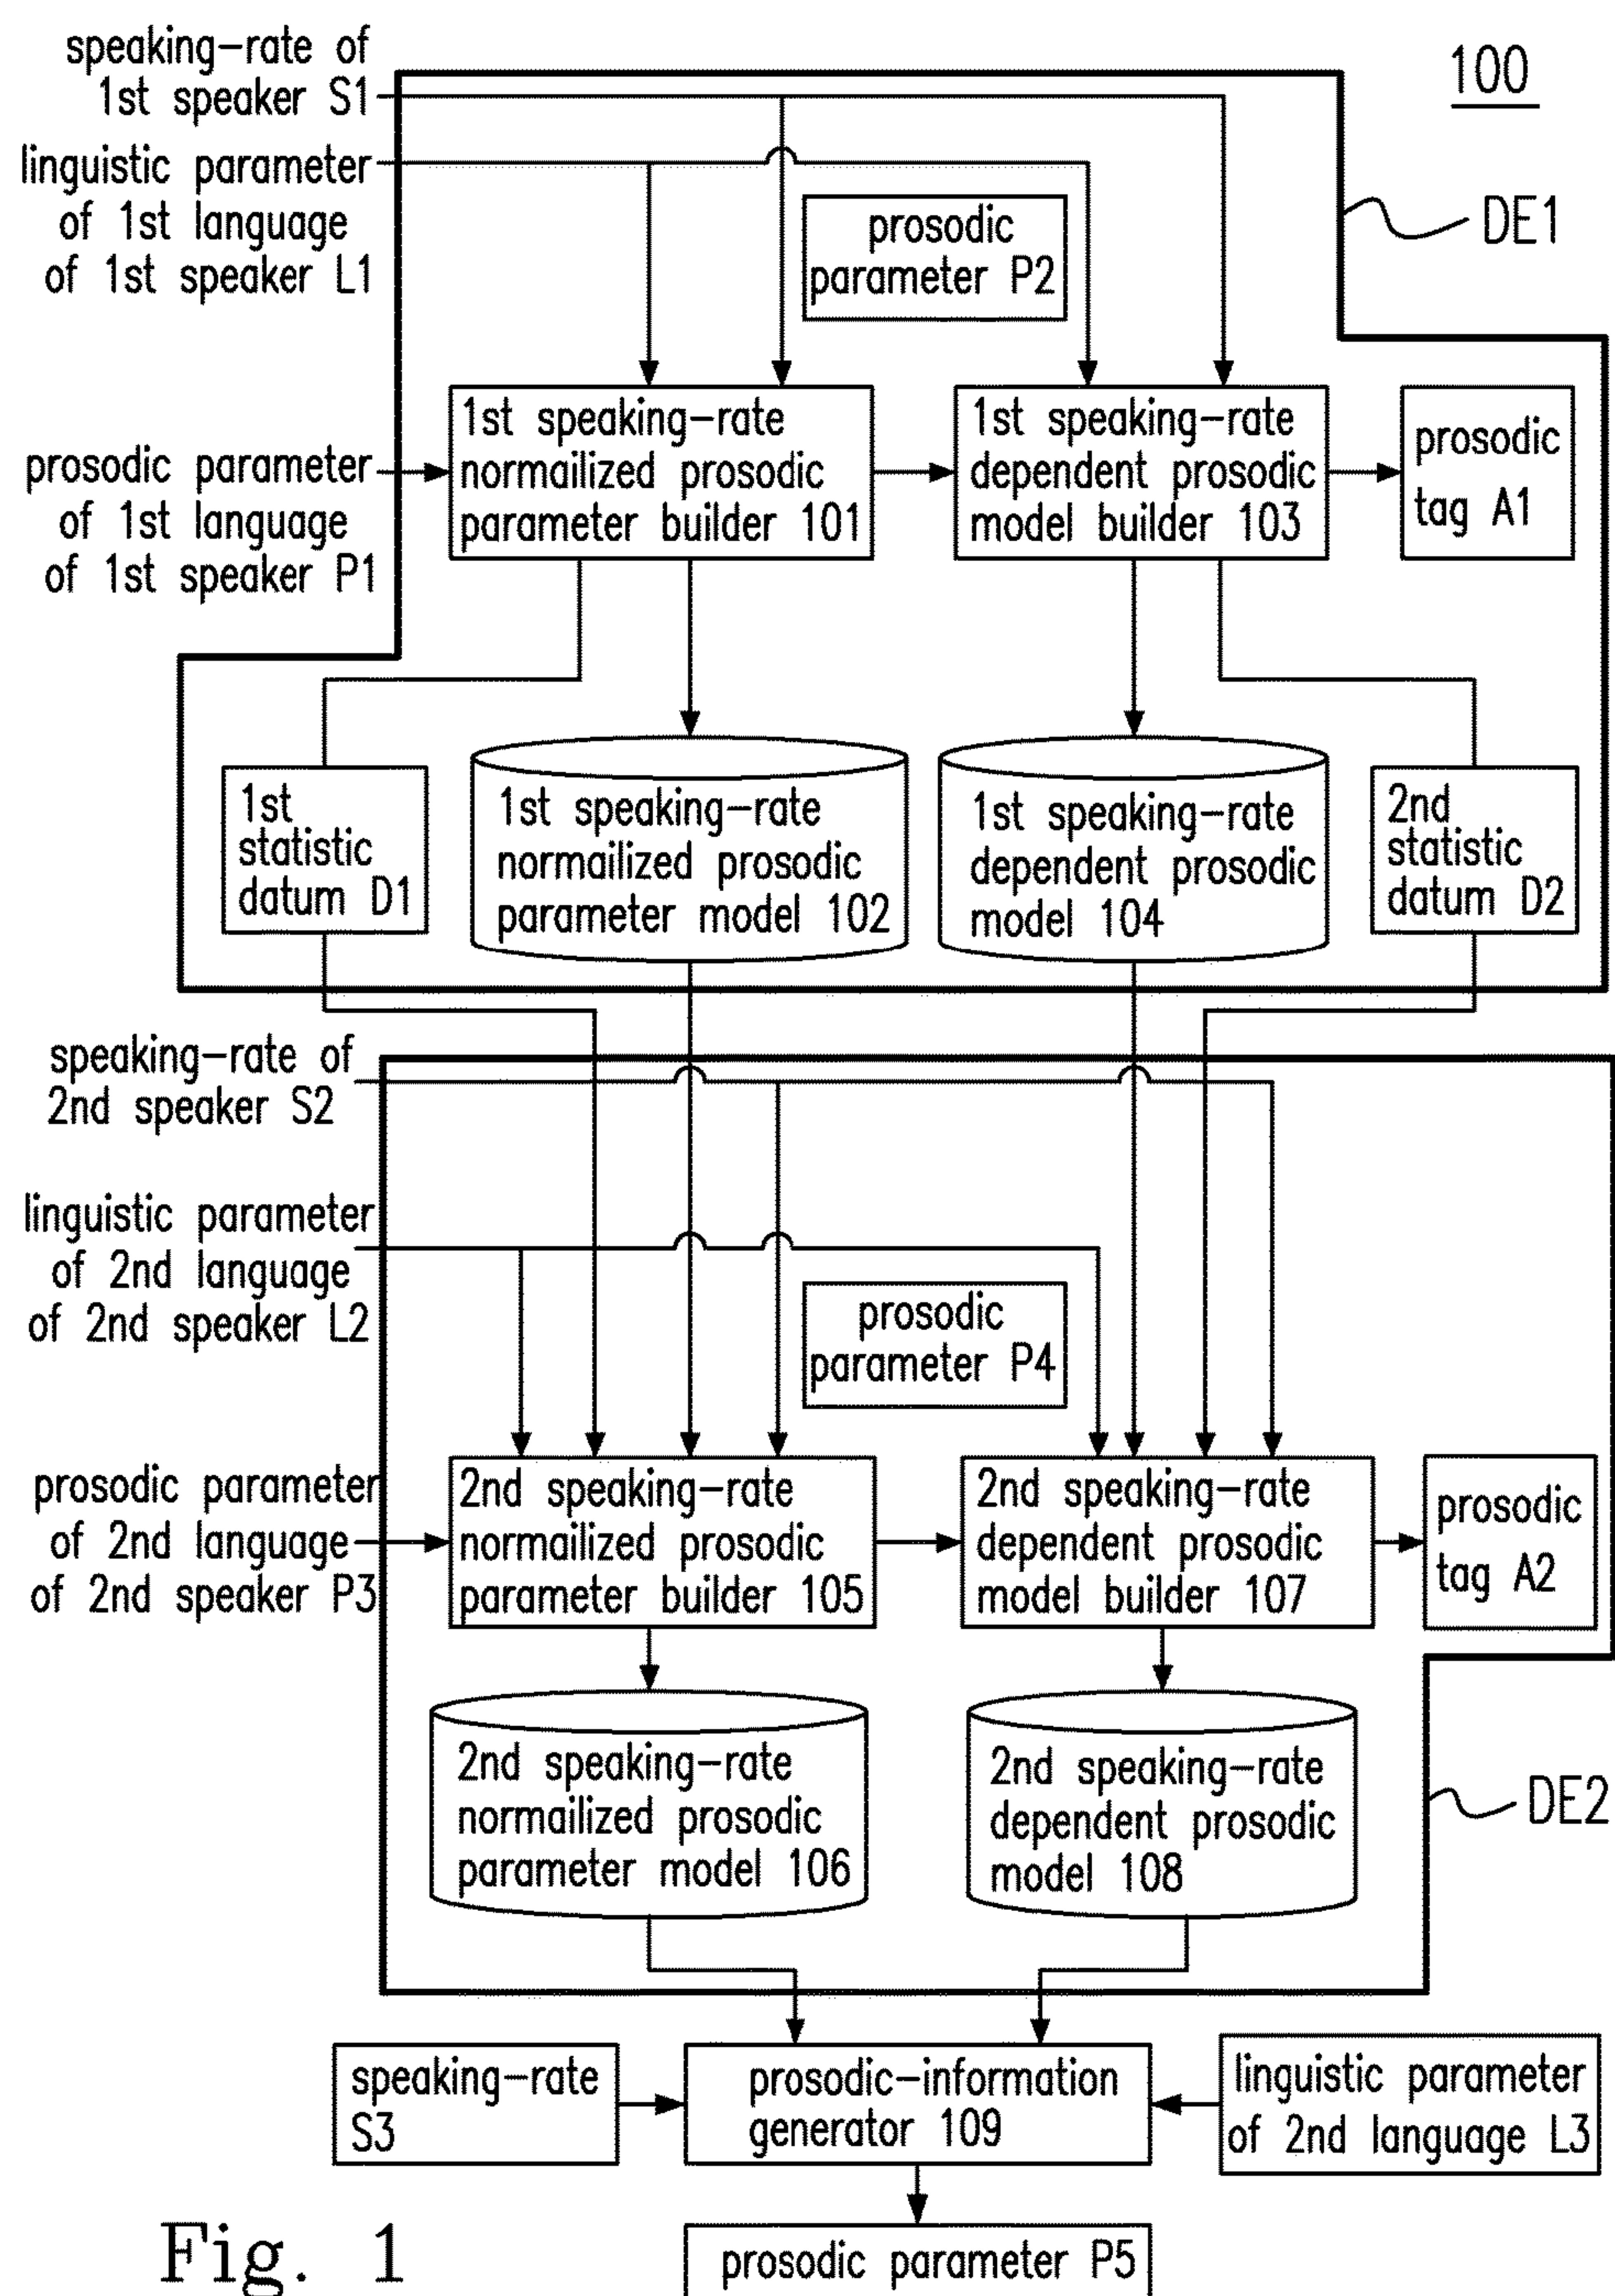 speaking-rate of
1st speaker S1
100
linguistic parameter
of 1st language
of 1st speaker L1
prosodic
parameter P2
DE1
prosodic parameter
of 1st language
of 1st speaker P1
1st speaking-rate
normailized prosodic
parameter builder 101
1st speaking-rate
dependent prosodic
model builder 103
prosodic
tag A1
1st
statistic
datum D1
1st speaking-rate
normailized prosodic
parameter model 102
1st speaking-rate
dependent prosodic
model 104
2nd
statistic
datum D2
speaking-rate of
2nd speaker S2
linguistic parameter
of 2nd language
of 2nd speaker L2
prosodic
parameter P4
prosodic parameter
of 2nd language
of 2nd speaker P3
2nd speaking-rate
normailized prosodic
parameter builder 105
2nd speaking-rate
dependent prosodic
model builder 107
prosodic
tag A2
2nd speaking-rate
normailized prosodic
parameter model 106
2nd speaking-rate
dependent prosodic
model 108
DE2
speaking-rate
S3
prosodic-information
generator 109
linguistic parameter
of 2nd language L3
prosodic parameter P5
Fig. 1